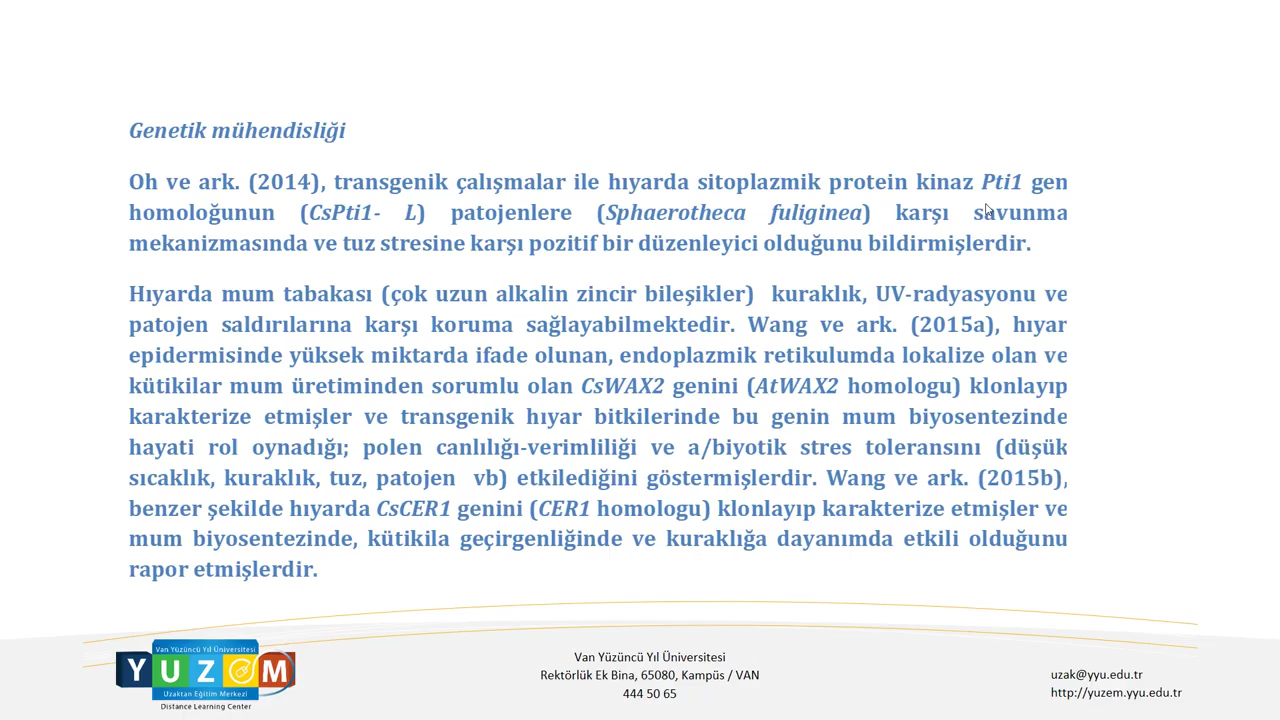 Genetik mühendisliği
Oh ve ark. (2014), transgenik çalışmalar ile hıyarda sitoplazmik protein kinaz Pti1 gen
homoloğunun (CsPti1- L) patojenlere (Sphaerotheca fuliginea) karşı savunma
mekanizmasında ve tuz stresine karşı pozitif bir düzenleyici olduğunu bildirmişlerdir.
Hıyarda mum tabakası (çok uzun alkalin zincir bileşikler) kuraklık, UV-radyasyonu ve
patojen saldırılarına karşı koruma sağlayabilmektedir. Wang ve ark. (2015a), hıyar
epidermisinde yüksek miktarda ifade olunan, endoplazmik retikulumda lokalize olan ve
kütikilar mum üretiminden sorumlu olan CsWAX2 genini (AtWAX2 homologu) klonlayıp
karakterize etmişler ve transgenik hıyar bitkilerinde bu genin mum biyosentezinde
hayati rol oynadığı; polen canlılığı-verimliliği ve a/biyotik stres toleransını (düşük
sıcaklık, kuraklık, tuz, patojen vb) etkilediğini göstermişlerdir. Wang ve ark. (2015b),
benzer şekilde hıyarda CsCER1 genini (CER1 homologu) klonlayıp karakterize etmişler ve
mum biyosentezinde, kütikila geçirgenliğinde ve kuraklığa dayanımda etkili olduğunu
rapor etmişlerdir.
Van Yüzüncü Yıl Üniversitesi
YUZEM
Uzaktan Eğitim Merkezi
Distance Learning Center
Van Yüzüncü Yıl Üniversitesi
Rektörlük Ek Bina, 65080, Kampüs / VAN
444 50 65
uzak@yyu.edu.tr
http://yuzem.yyu.edu.tr